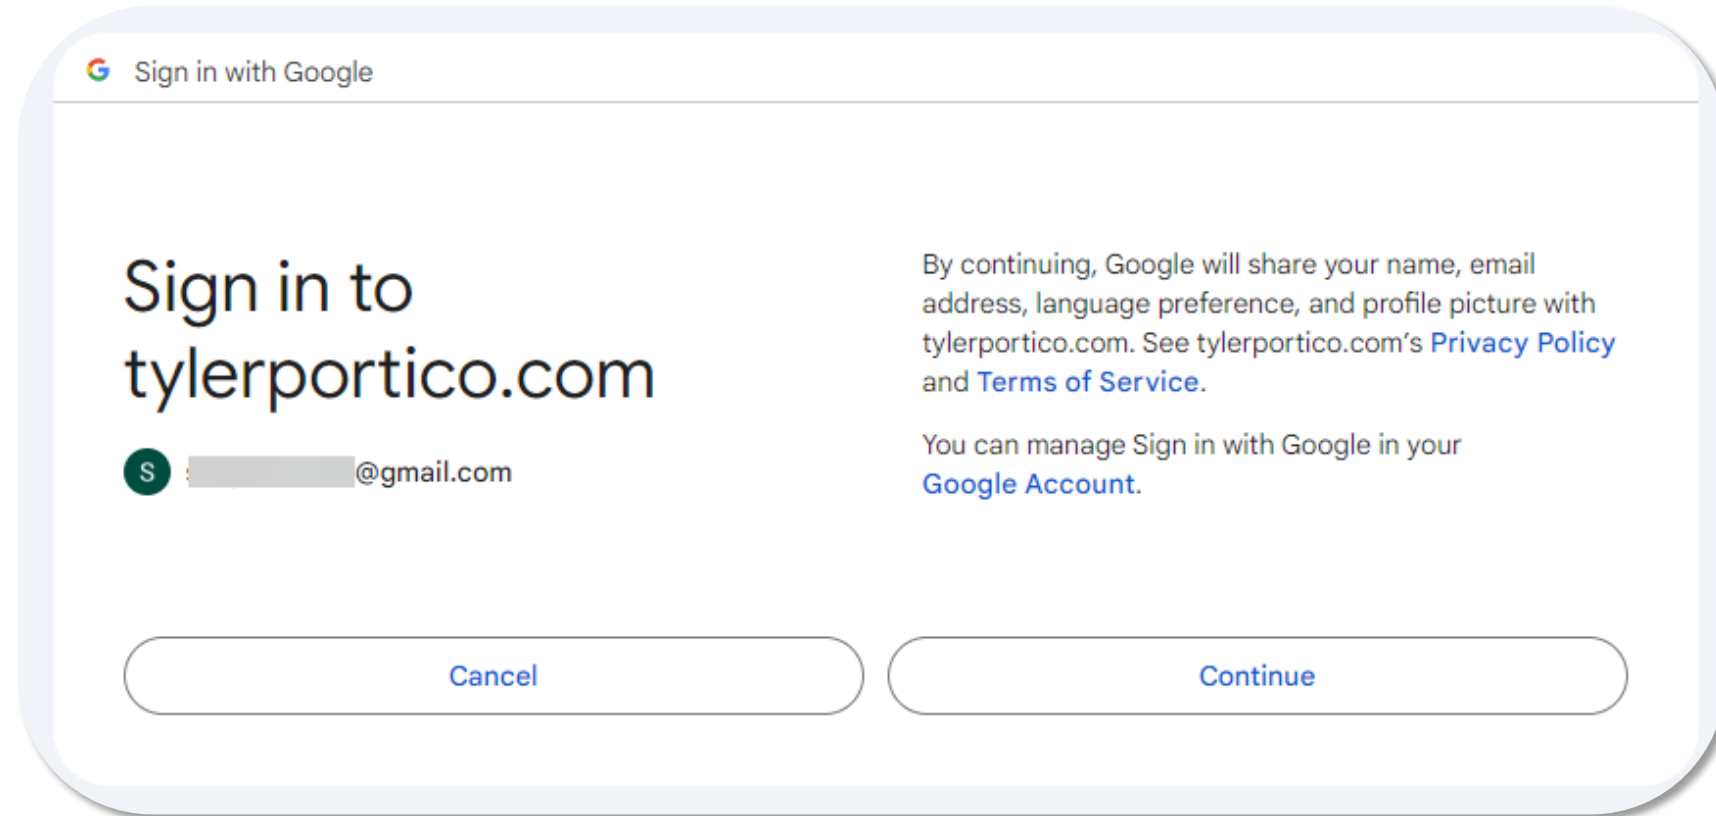 Sign in with Google
Sign in to
tylerportico.com
S
@gmail.com
By continuing, Google will share your name, email
address, language preference, and profile picture with
tylerportico.com. See tylerportico.com’s Privacy Policy
and Terms of Service.
You can manage Sign in with Google in your
Google Account.
Cancel
Continue